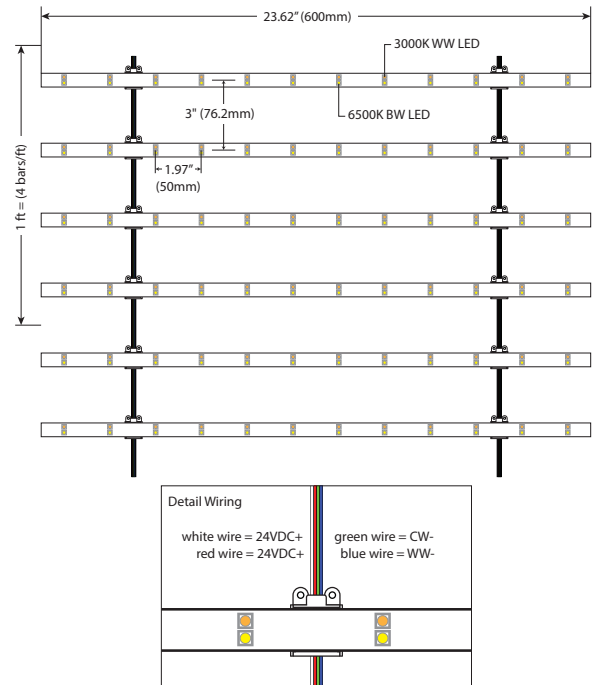 23.62" (600mm)
3000K WW LED
3" (76.2mm)
6500K BW LED
1.97"
(50mm)
1 ft = (4 bars/ft)
Detail Wiring
white wire = 24VDC+
red wire = 24VDC+
green wire = CW-
blue wire = WW-